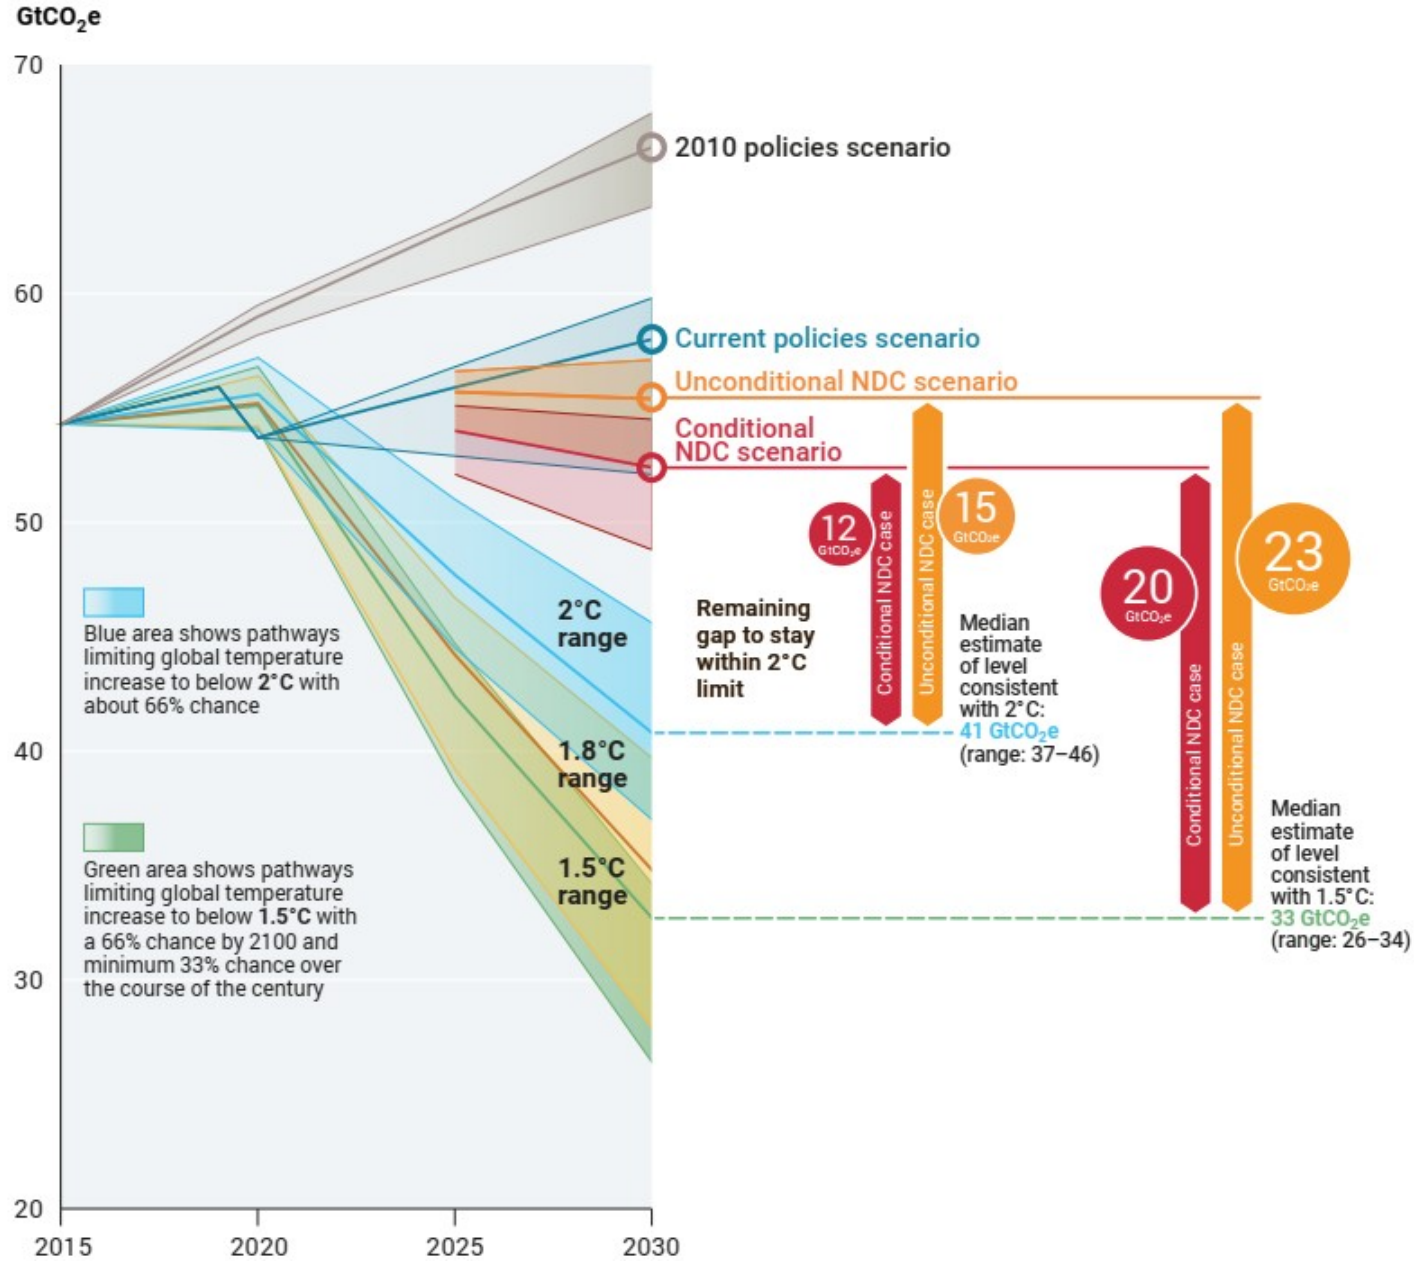 GtCO₂e
70
60
50
40
30
20
2015
2020
2025
2030
2010 policies scenario
Current policies scenario
Unconditional NDC scenario
Conditional
NDC scenario
2°C
range
1.8°C
range
1.5°C
range
Blue area shows pathways
limiting global temperature
increase to below 2°C with
about 66% chance
Green area shows pathways
limiting global temperature
increase to below 1.5°C with
a 66% chance by 2100 and
minimum 33% chance over
the course of the century
Remaining
gap to stay
within 2°C
limit
12
GtCO₂e
Conditional NDC case
Unconditional NDC case
15
GtCO₂e
Median
estimate
of level
consistent
with 2°C:
41 GtCO₂e
(range: 37–46)
20
GtCO₂e
Conditional NDC case
Unconditional NDC case
23
GtCO₂e
Median
estimate
of level
consistent
with 1.5°C:
33 GtCO₂e
(range: 26–34)